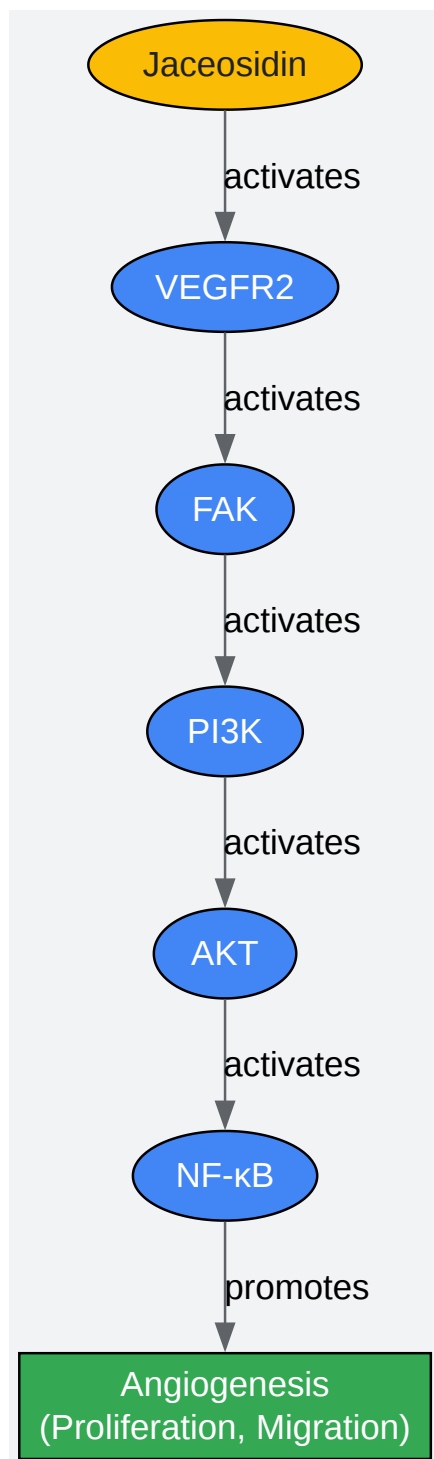 Jaceosidin
activates
VEGFR2
activates
FAK
activates
PI3K
activates
AKT
activates
NF-κB
promotes
Angiogenesis
(Proliferation, Migration)